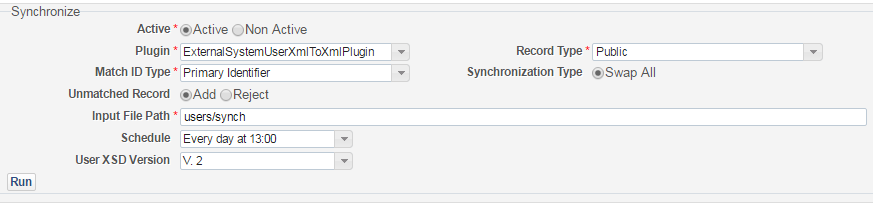 Synchronize
Active * Active Non Active
Plugin * ExternalSystemUserXmlToXmlPlugin Record Type * Public
Match ID Type * Primary Identifier Synchronization Type Swap All
Unmatched Record Add Reject
Input File Path * users/synch
Schedule Every day at 13:00
User XSD Version V. 2
Run